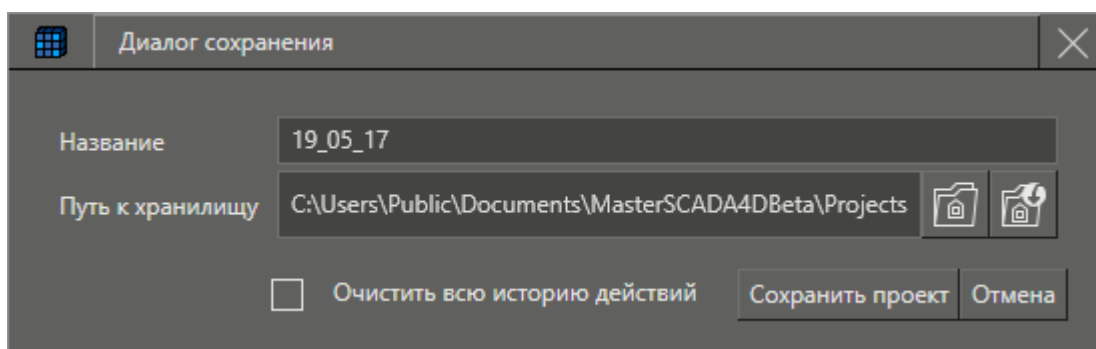 Диалог сохранения
Название 19_05_17
Путь к хранилищу C:\Users\Public\Documents\MasterSCADA4DBeta\Projects
Очистить всю историю действий Сохранить проект Отмена